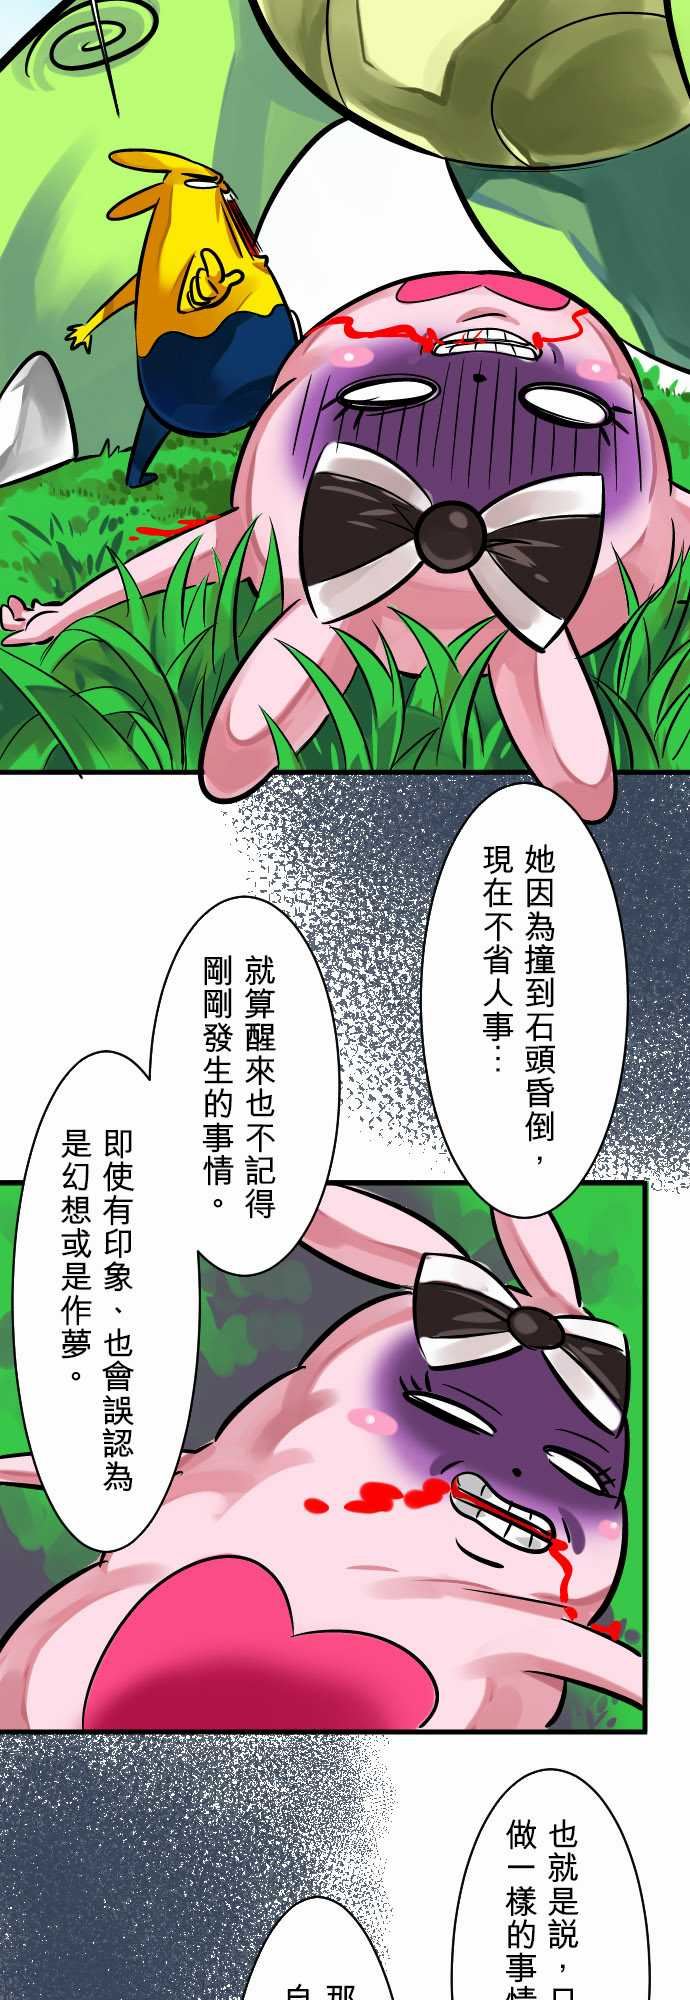 她因為撞到石頭昏倒，
現在不省人事…
就算醒來也不記得
剛剛發生的事情。
即使有印象、也會誤認為
是幻想或是作夢。
也就是說，只
做一樣的事情
那
自